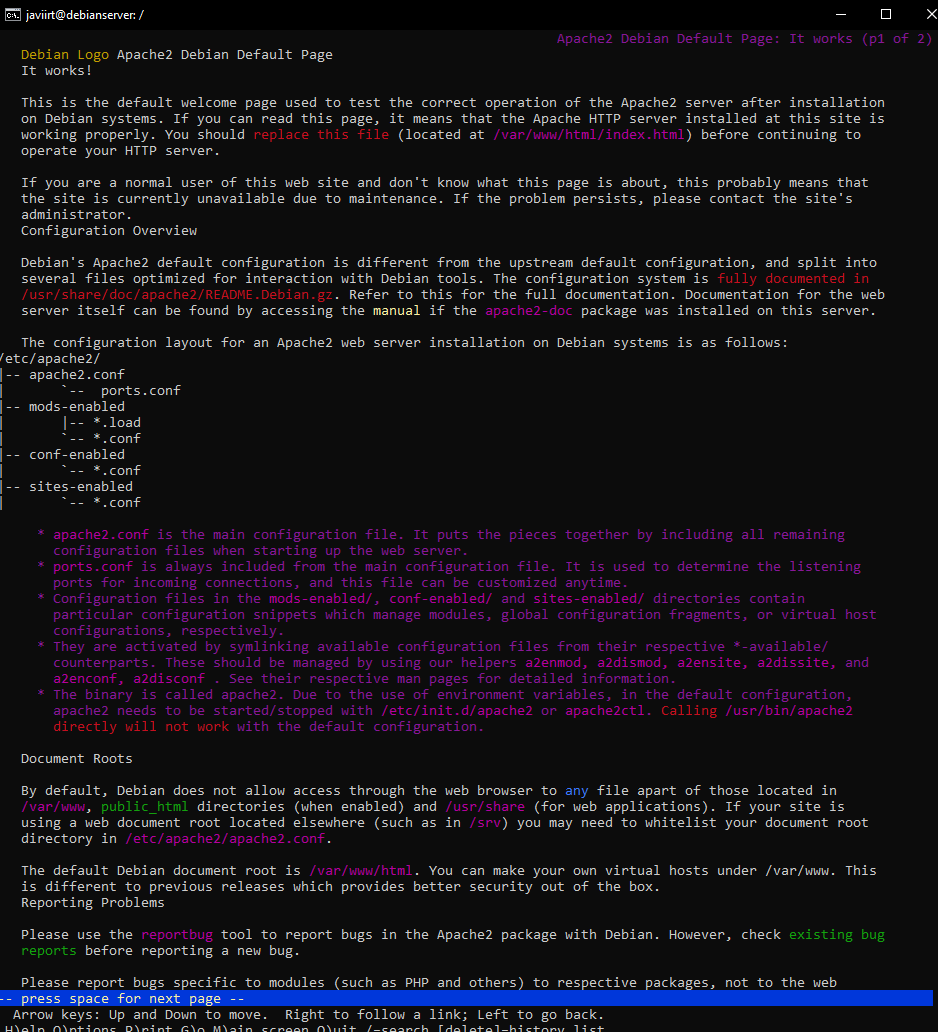 javiirt@debianserver: /
Apache2 Debian Default Page: It works (p1 of 2)
Debian Logo Apache2 Debian Default Page
It works!
This is the default welcome page used to test the correct operation of the Apache2 server after installation
on Debian systems. If you can read this page, it means that the Apache HTTP server installed at this site is
working properly. You should replace this file (located at /var/www/html/index.html) before continuing to
operate your HTTP server.
If you are a normal user of this web site and don't know what this page is about, this probably means that
the site is currently unavailable due to maintenance. If the problem persists, please contact the site's
administrator.
Configuration Overview
Debian's Apache2 default configuration is different from the upstream default configuration, and split into
several files optimized for interaction with Debian tools. The configuration system is fully documented in
/usr/share/doc/apache2/README.Debian.gz. Refer to this for the full documentation. Documentation for the web
server itself can be found by accessing the manual if the apache2-doc package was installed on this server.
The configuration layout for an Apache2 web server installation on Debian systems is as follows:
/etc/apache2/
|-- apache2.conf
|       `--  ports.conf
|-- mods-enabled
|       |-- *.load
|       `-- *.conf
|-- conf-enabled
|       `-- *.conf
|-- sites-enabled
|       `-- *.conf
* apache2.conf is the main configuration file. It puts the pieces together by including all remaining
configuration files when starting up the web server.
* ports.conf is always included from the main configuration file. It is used to determine the listening
ports for incoming connections, and this file can be customized anytime.
* Configuration files in the mods-enabled/, conf-enabled/ and sites-enabled/ directories contain
particular configuration snippets which manage modules, global configuration fragments, or virtual host
configurations, respectively.
* They are activated by symlinking available configuration files from their respective *-available/
counterparts. These should be managed by using our helpers a2enmod, a2dismod, a2ensite, a2dissite, and
a2enconf, a2disconf . See their respective man pages for detailed information.
* The binary is called apache2. Due to the use of environment variables, in the default configuration,
apache2 needs to be started/stopped with /etc/init.d/apache2 or apache2ctl. Calling /usr/bin/apache2
directly will not work with the default configuration.
Document Roots
By default, Debian does not allow access through the web browser to any file apart of those located in
/var/www, public_html directories (when enabled) and /usr/share (for web applications). If your site is
using a web document root located elsewhere (such as in /srv) you may need to whitelist your document root
directory in /etc/apache2/apache2.conf.
The default Debian document root is /var/www/html. You can make your own virtual hosts under /var/www. This
is different to previous releases which provides better security out of the box.
Reporting Problems
Please use the reportbug tool to report bugs in the Apache2 package with Debian. However, check existing bug
reports before reporting a new bug.
Please report bugs specific to modules (such as PHP and others) to respective packages, not to the web
-- press space for next page --
Arrow keys: Up and Down to move.  Right to follow a link; Left to go back.
H)elp O)ptions P)rint G)o M)ain screen Q)uit /=search [delete]=history list